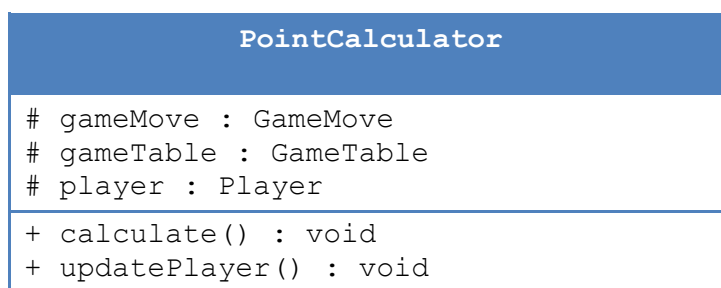 PointCalculator
# gameMove : GameMove
# gameTable : GameTable
# player : Player
+ calculate() : void
+ updatePlayer() : void